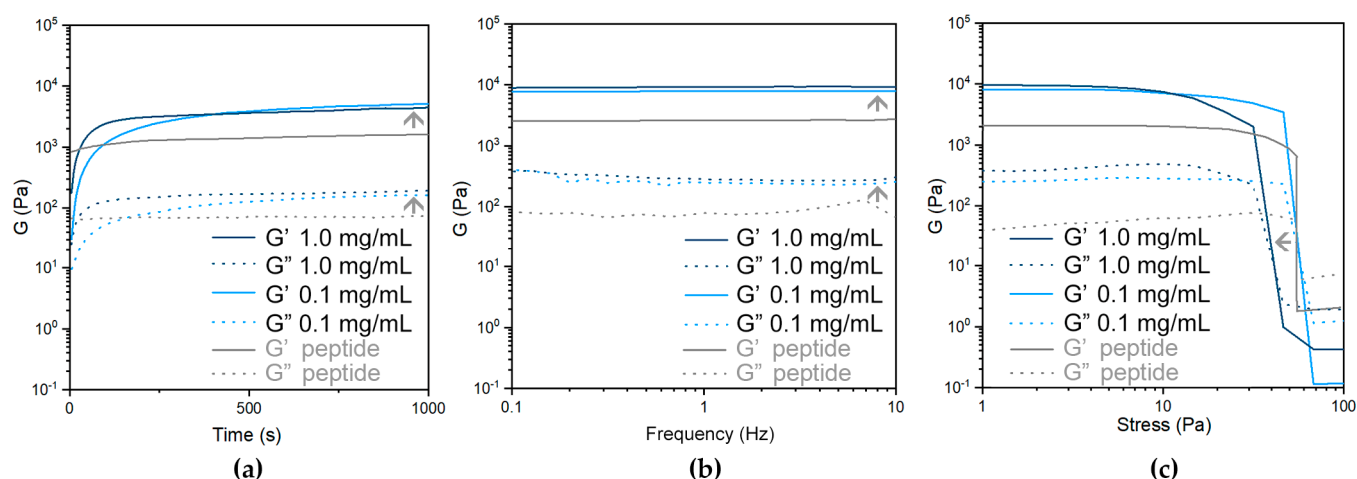 10⁵
10⁴
10³
10²
10¹
10⁰
10⁻¹
G (Pa)
G’ 1.0 mg/mL
G” 1.0 mg/mL
G’ 0.1 mg/mL
G” 0.1 mg/mL
G’ peptide
G” peptide
0 500 1000
Time (s)
(a)
10⁵
10⁴
10³
10²
10¹
10⁰
10⁻¹
G (Pa)
G’ 1.0 mg/mL
G” 1.0 mg/mL
G’ 0.1 mg/mL
G” 0.1 mg/mL
G’ peptide
G” peptide
0.1 1 10
Frequency (Hz)
(b)
10⁵
10⁴
10³
10²
10¹
10⁰
10⁻¹
G (Pa)
G’ 1.0 mg/mL
G” 1.0 mg/mL
G’ 0.1 mg/mL
G” 0.1 mg/mL
G’ peptide
G” peptide
1 10 100
Stress (Pa)
(c)